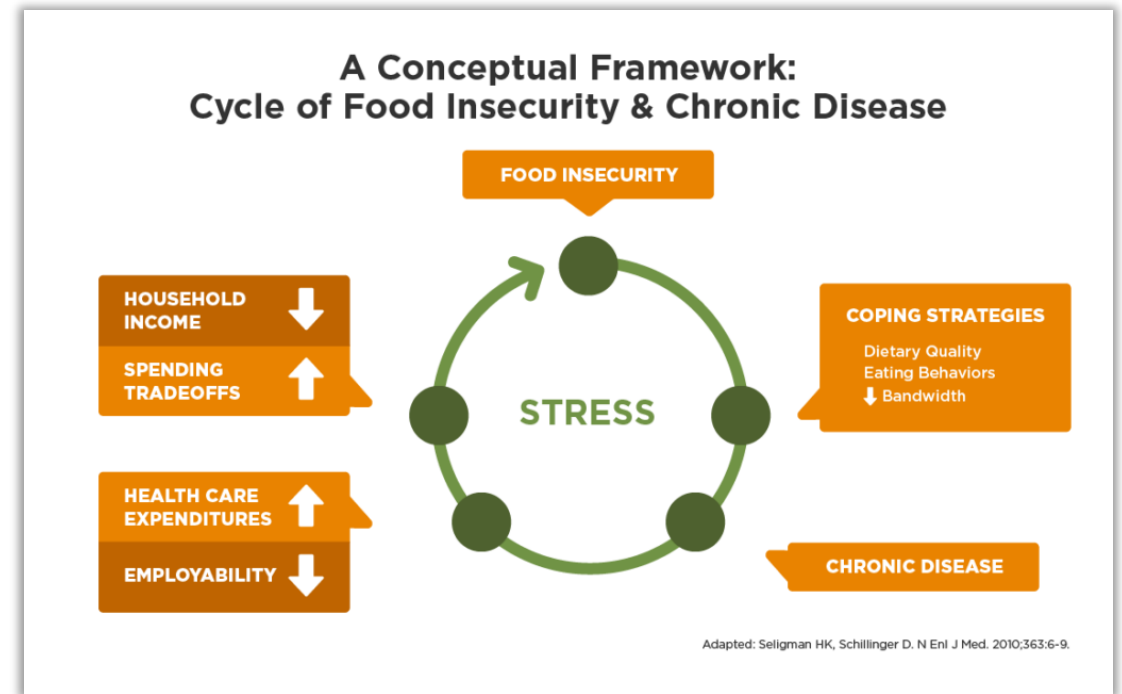 A Conceptual Framework:
Cycle of Food Insecurity & Chronic Disease
FOOD INSECURITY
HOUSEHOLD
INCOME
SPENDING
TRADEOFFS
STRESS
COPING STRATEGIES
Dietary Quality
Eating Behaviors
Bandwidth
HEALTH CARE
EXPENDITURES
EMPLOYABILITY
CHRONIC DISEASE
Adapted: Seligman HK, Schillinger D. N Enl J Med. 2010;363:6-9.